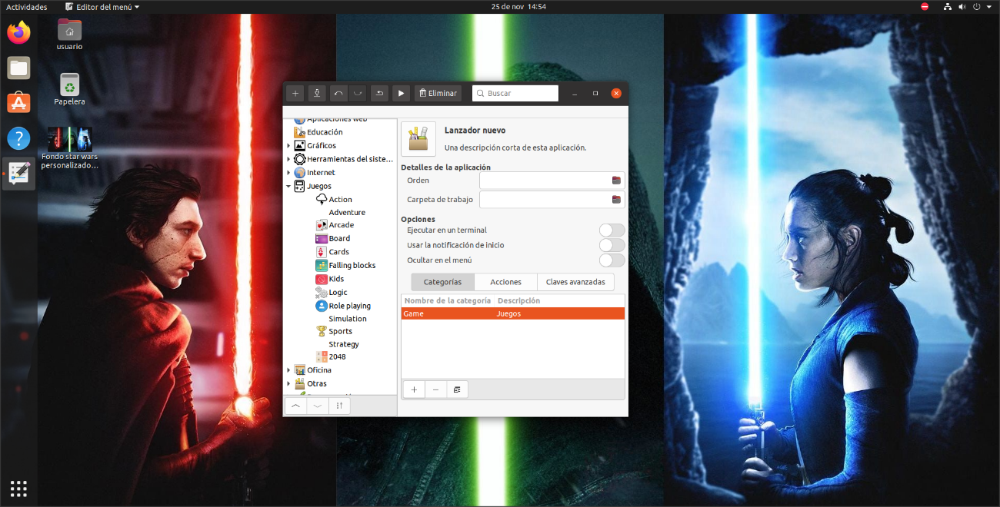 Actividades
Editor del menú
25 de nov 14:54
usuario
Papelera
Fondo star wars
personalizado...
Eliminar
Buscar
Aplicaciones web
Educación
Gráficos
Herramientas del siste...
Internet
Juegos
Action
Adventure
Arcade
Board
Cards
Falling blocks
Kids
Logic
Role playing
Simulation
Sports
Strategy
2048
Oficina
Otras
Lanzador nuevo
Una descripción corta de esta aplicación.
Detalles de la aplicación
Orden
Carpeta de trabajo
Opciones
Ejecutar en un terminal
Usar la notificación de inicio
Ocultar en el menú
Categorías
Acciones
Claves avanzadas
Nombre de la categoría Descripción
Game Juegos